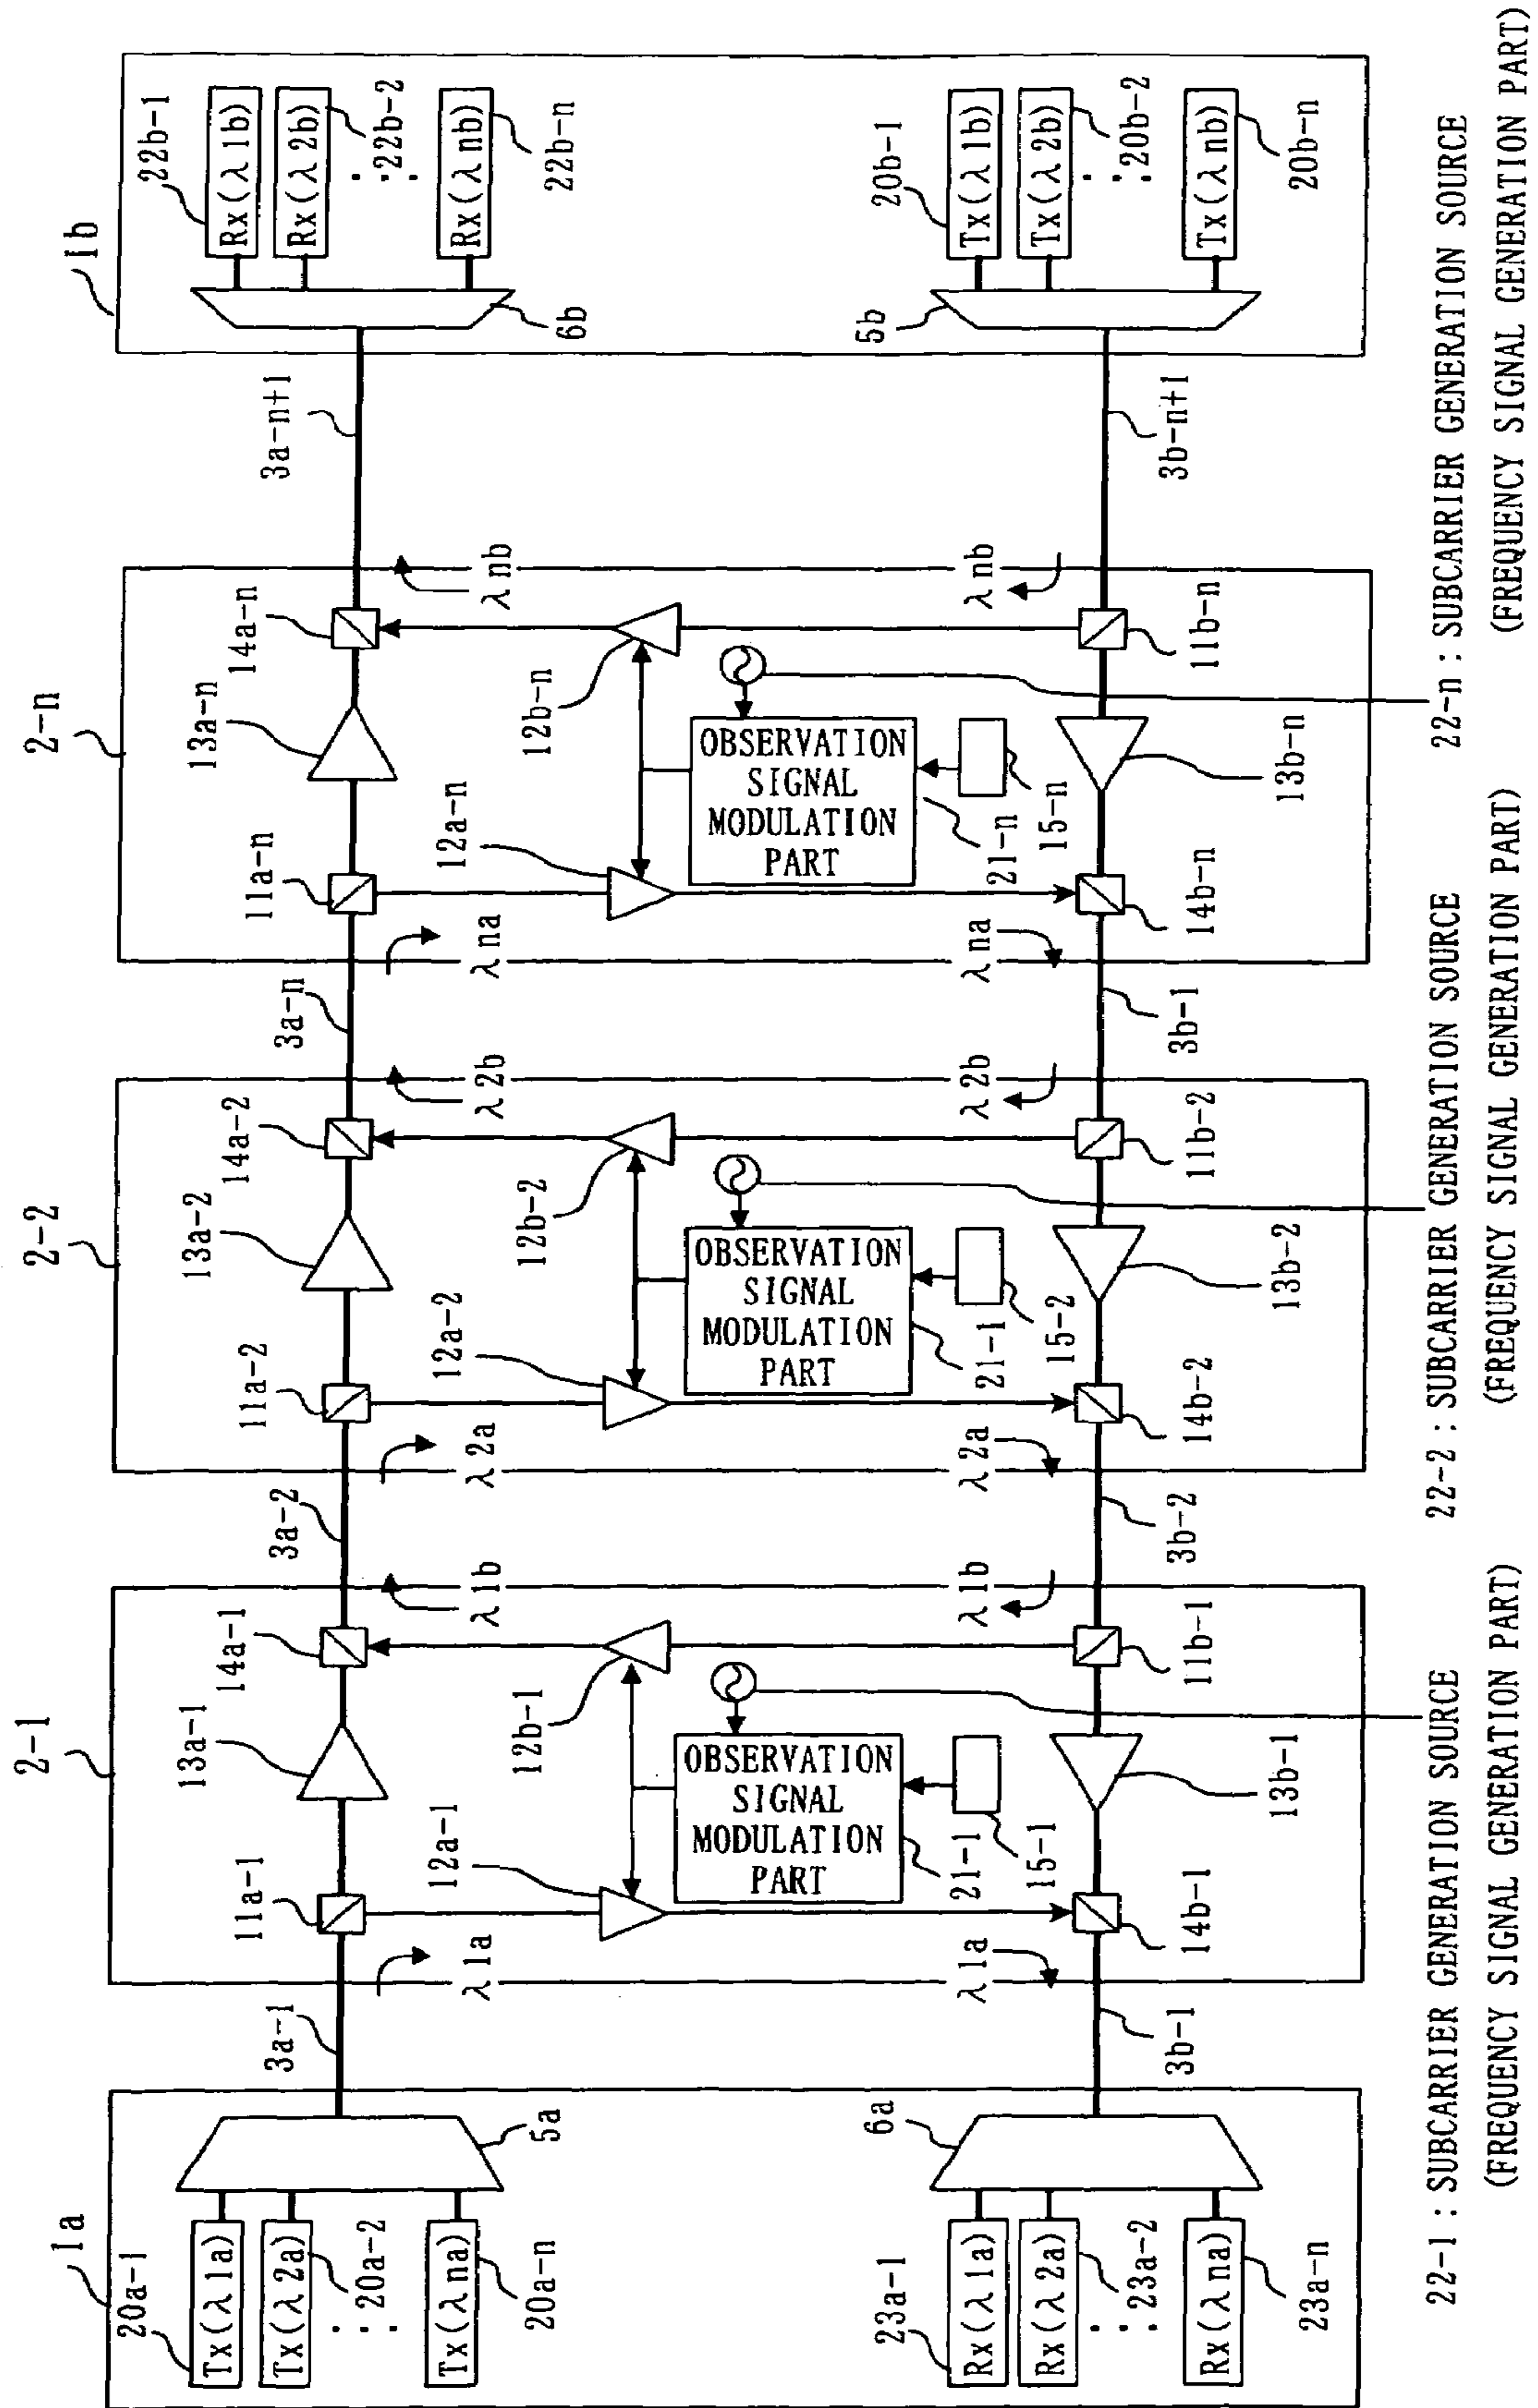 1a
20a-1
Tx(λ1a)
Tx(λ2a)
20a-2
Tx(λna)
20a-n
5a
23a-1
Rx(λ1a)
Rx(λ2a)
23a-2
Rx(λna)
23a-n
6a
3a-1
3b-1
2-1
11a-1
13a-1
14a-1
λ1a
λ1b
12a-1
12b-1
OBSERVATION
SIGNAL
MODULATION
PART
21-1
15-1
λ1a
λ1b
14b-1
13b-1
11b-1
3a-2
3b-2
2-2
11a-2
13a-2
14a-2
λ2a
λ2b
12a-2
12b-2
OBSERVATION
SIGNAL
MODULATION
PART
21-1
15-2
λ2a
λ2b
14b-2
13b-2
11b-2
3a-n
3b-1
2-n
11a-n
13a-n
14a-n
λna
λnb
12a-n
12b-n
OBSERVATION
SIGNAL
MODULATION
PART
21-n
15-n
λna
λnb
14b-n
13b-n
11b-n
3a-n+1
3b-n+1
1b
22b-1
Rx(λ1b)
Rx(λ2b)
22b-2
Rx(λnb)
22b-n
6b
20b-1
Tx(λ1b)
Tx(λ2b)
20b-2
Tx(λnb)
20b-n
5b
22-1 : SUBCARRIER GENERATION SOURCE
(FREQUENCY SIGNAL GENERATION PART)
22-2 : SUBCARRIER GENERATION SOURCE
(FREQUENCY SIGNAL GENERATION PART)
22-n : SUBCARRIER GENERATION SOURCE
(FREQUENCY SIGNAL GENERATION PART)